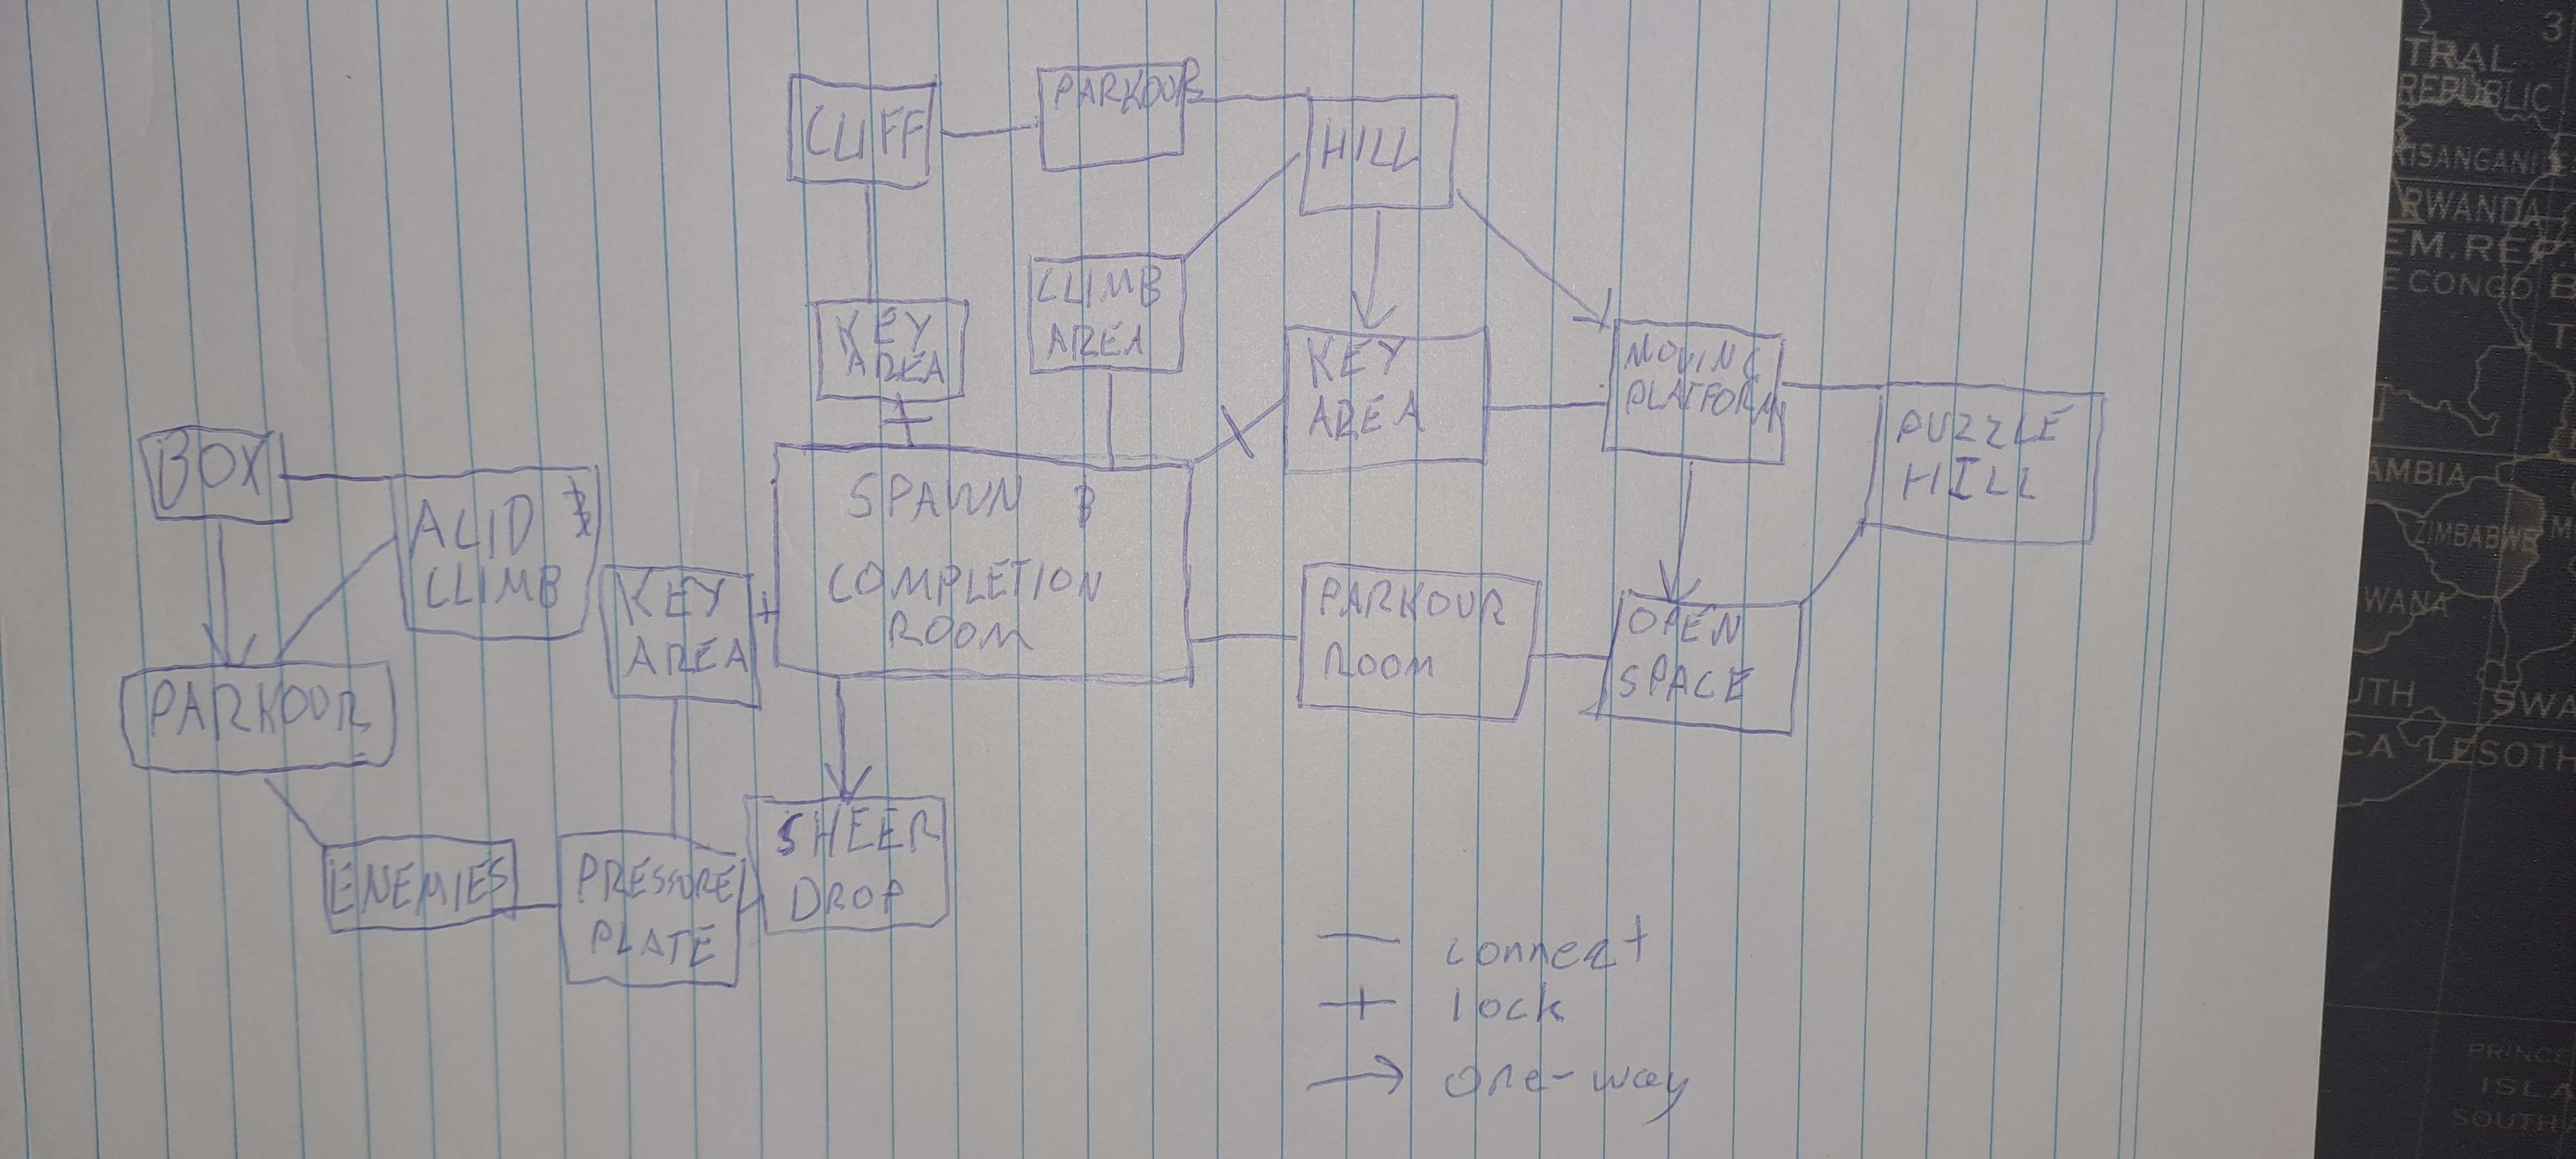 CLIFF
PARKOUR
HILL
CLIMB
AREA
KEY
AREA
KEY
AREA
MOVING
PLATFORM
PUZZLE
HILL
BOX
ACID
CLIMB
KEY
AREA
SPAWN
COMPLETION
ROOM
PARKOUR
ROOM
OPEN
SPACE
PARKOUR
ENEMIES
PRESSURE
PLATE
SHEER
DROP
— connect
+ lock
→ one-way
3
TRAL
REPUBLIC
KISANGANI
RWANDA
EM. REP.
E CONGO
AMBIA
ZIMBABWE
WANA
UTH
SWA
CA
LESOTH
PRINCE
ISLA
SOUTH